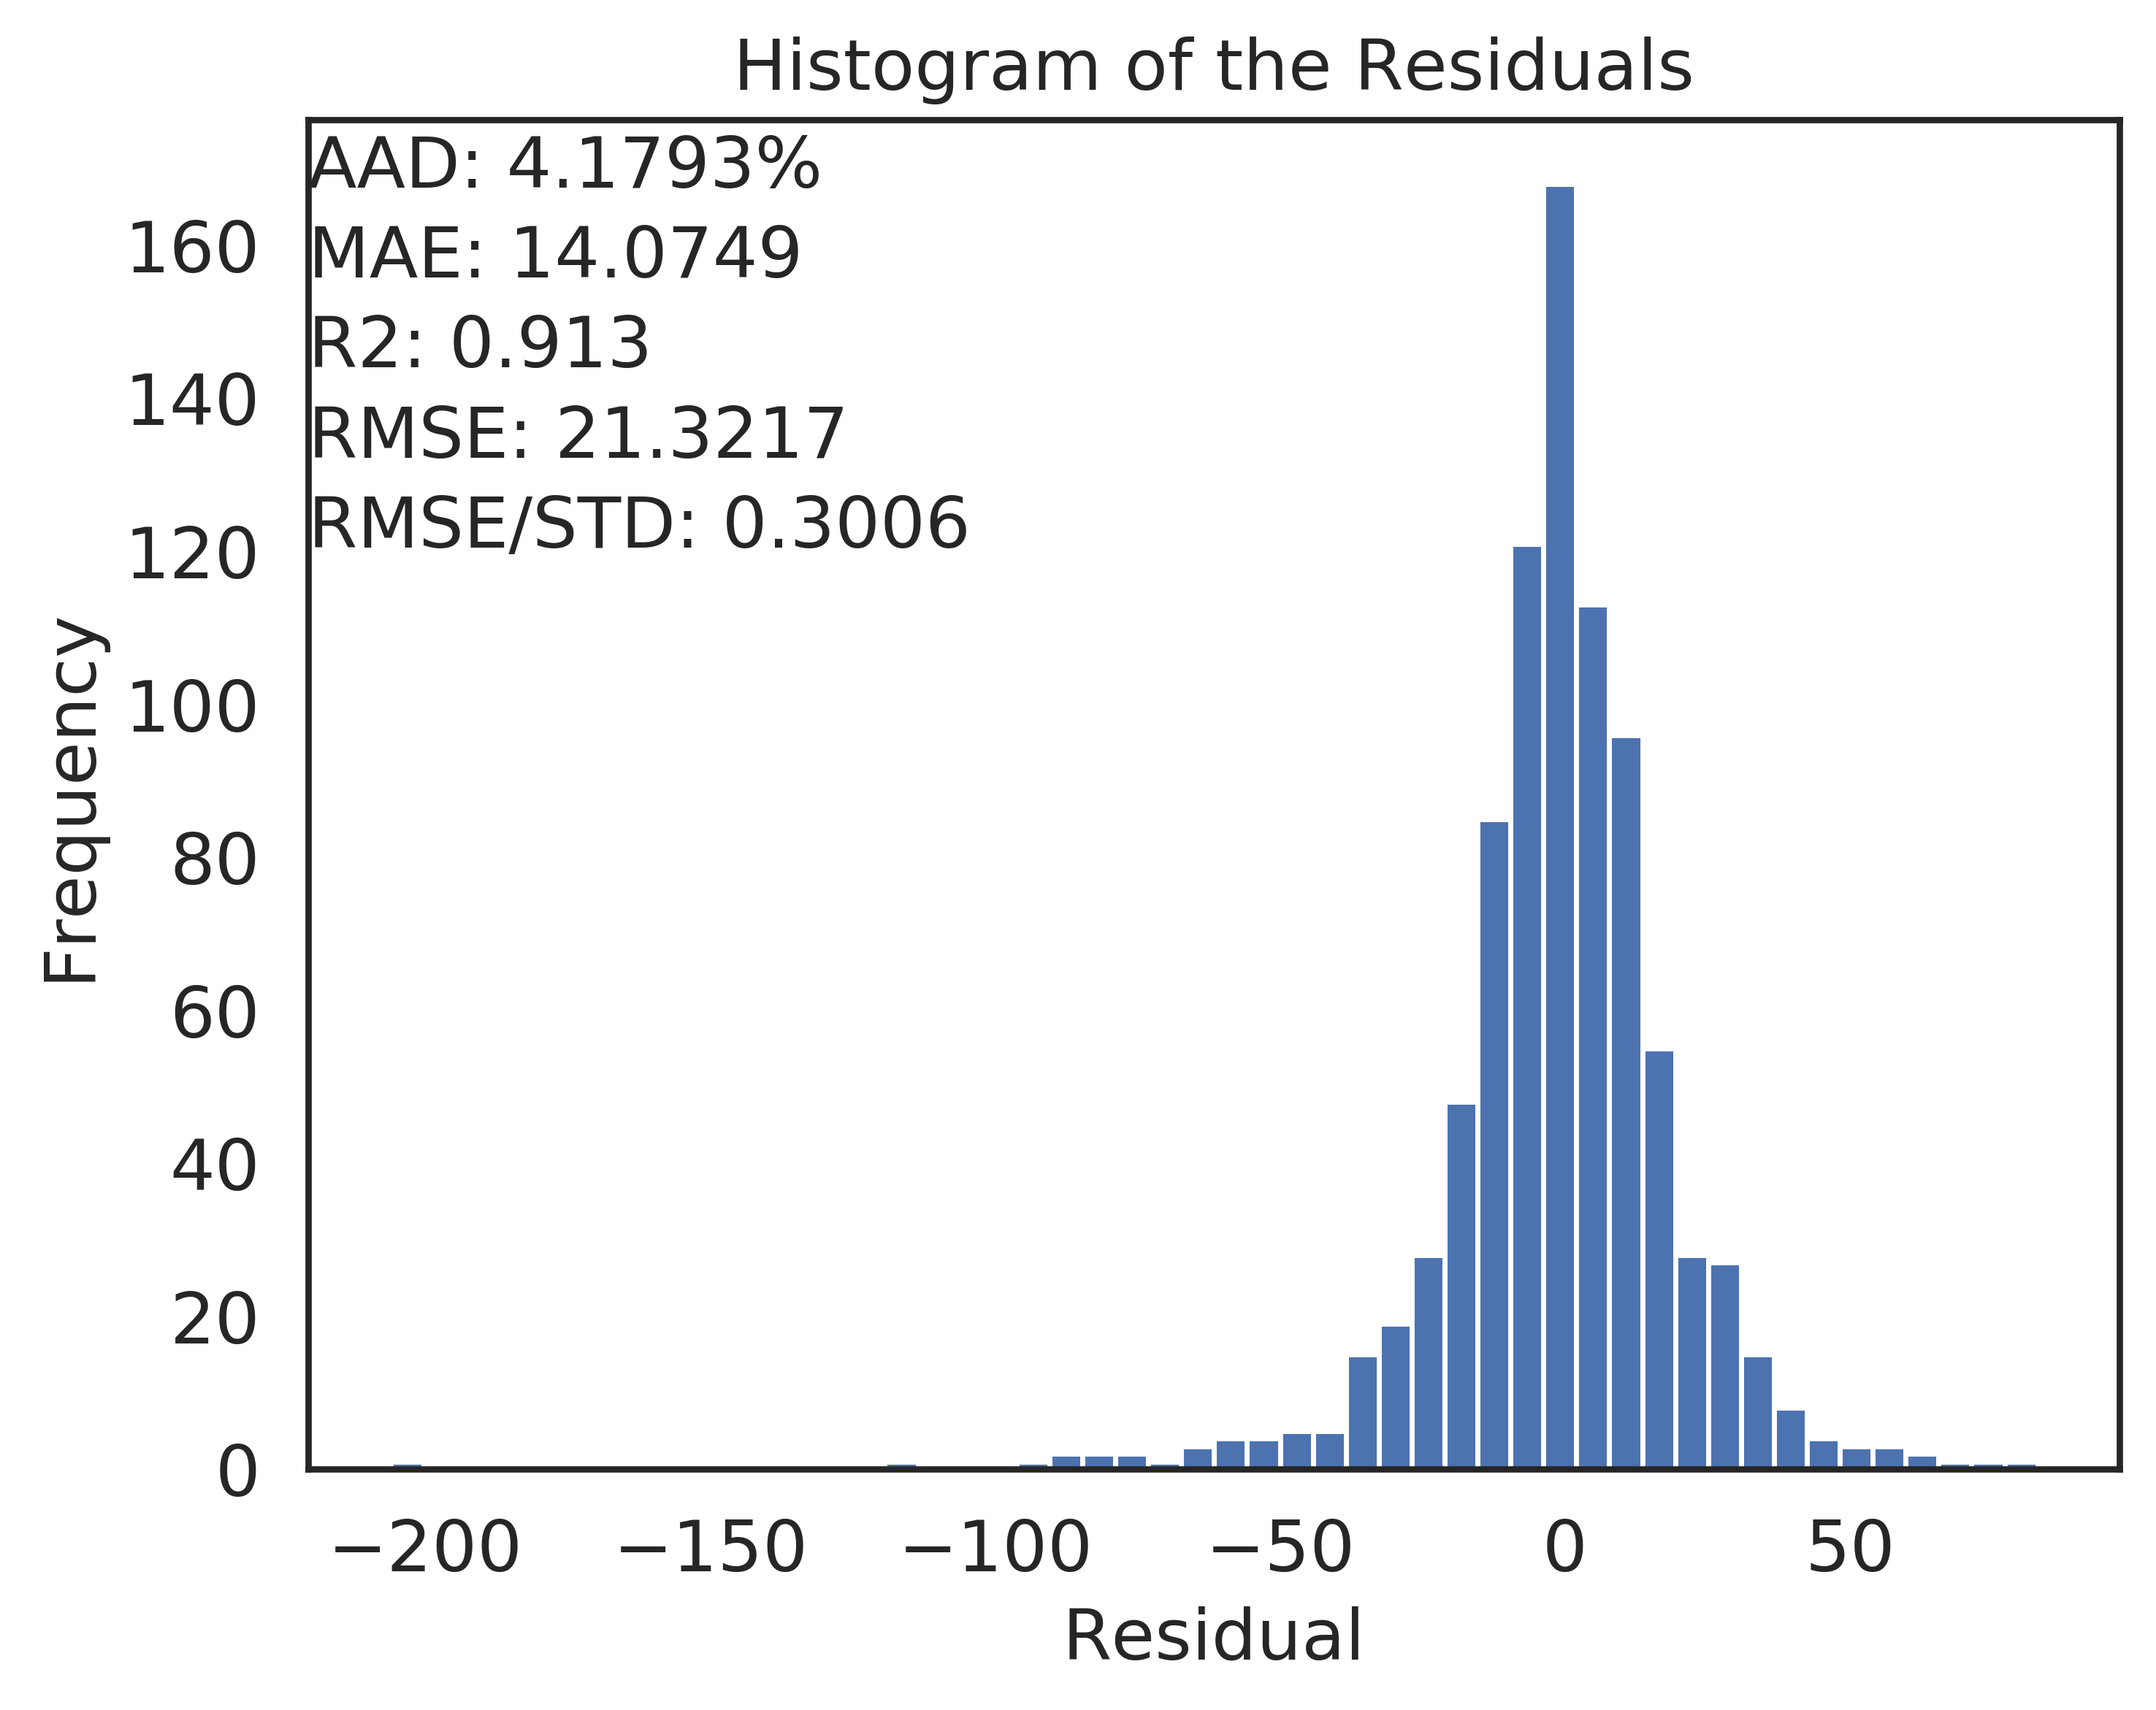 Histogram of the Residuals
AAD: 4.1793%
MAE: 14.0749
R2: 0.913
RMSE: 21.3217
RMSE/STD: 0.3006
Frequency
160
140
120
100
80
60
40
20
0
−200 −150 −100 −50 0 50
Residual